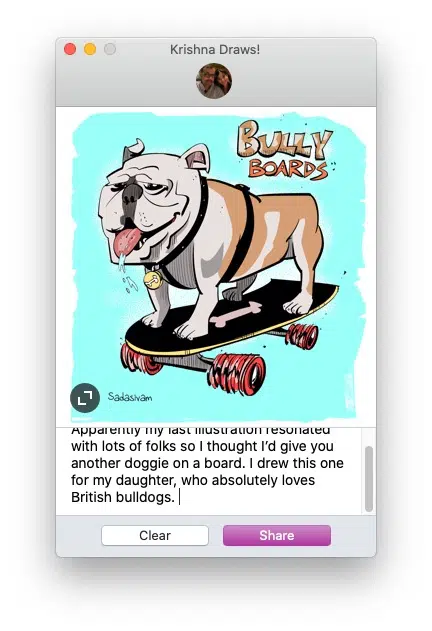 Krishna Draws!
BULLY
BOARDS
Sadasivam
Apparently my last illustration resonated
with lots of folks so I thought I'd give you
another doggie on a board. I drew this one
for my daughter, who absolutely loves
British bulldogs.
Clear
Share